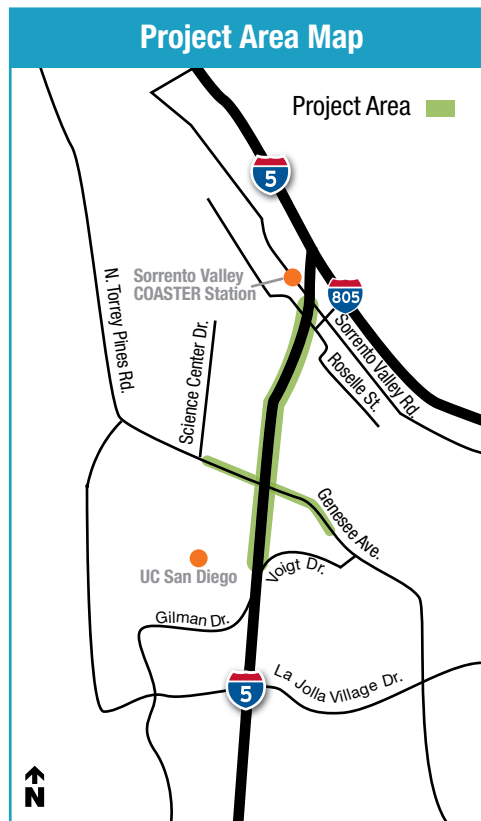 Project Area Map
Project Area
5
Sorrento Valley
COASTER Station
805
N. Torrey Pines Rd.
Science Center Dr.
Sorrento Valley Rd.
Roselle St.
Genesee Ave.
UC San Diego
Voigt Dr.
Gilman Dr.
La Jolla Village Dr.
5
N